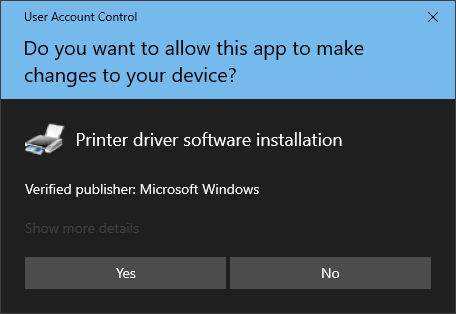 User Account Control
Do you want to allow this app to make
changes to your device?
Printer driver software installation
Verified publisher: Microsoft Windows
Show more details
Yes
No